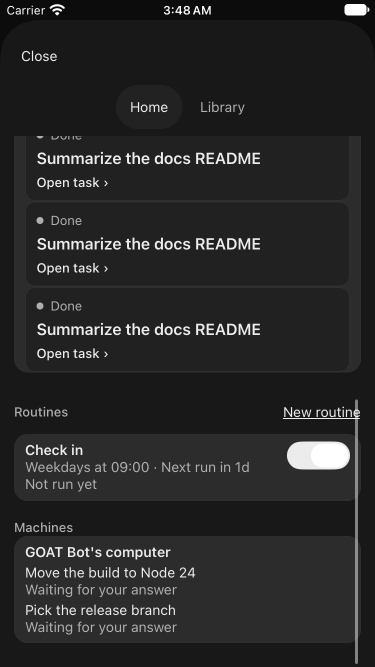 Carrier
3:48 AM
Close
Home
Library
Done
Summarize the docs README
Open task ›
Done
Summarize the docs README
Open task ›
Done
Summarize the docs README
Open task ›
Routines
New routine
Check in
Weekdays at 09:00 · Next run in 1d
Not run yet
Machines
GOAT Bot's computer
Move the build to Node 24
Waiting for your answer
Pick the release branch
Waiting for your answer